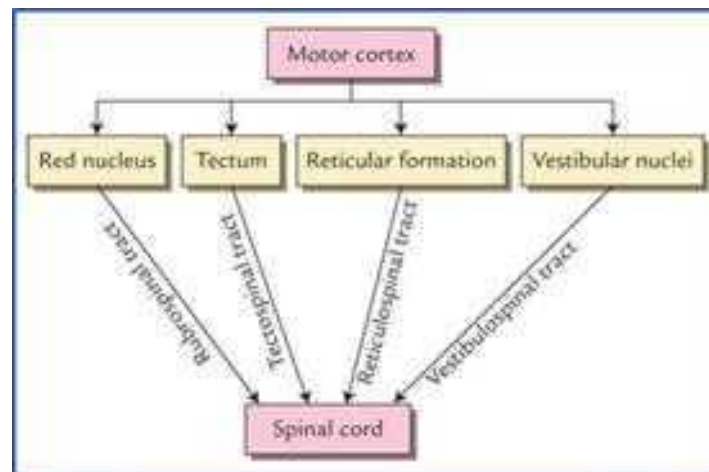 Motor cortex
Red nucleus
Tectum
Reticular formation
Vestibular nuclei
Rubrospinal tract
Tectospinal tract
Reticulospinal tract
Vestibulospinal tract
Spinal cord